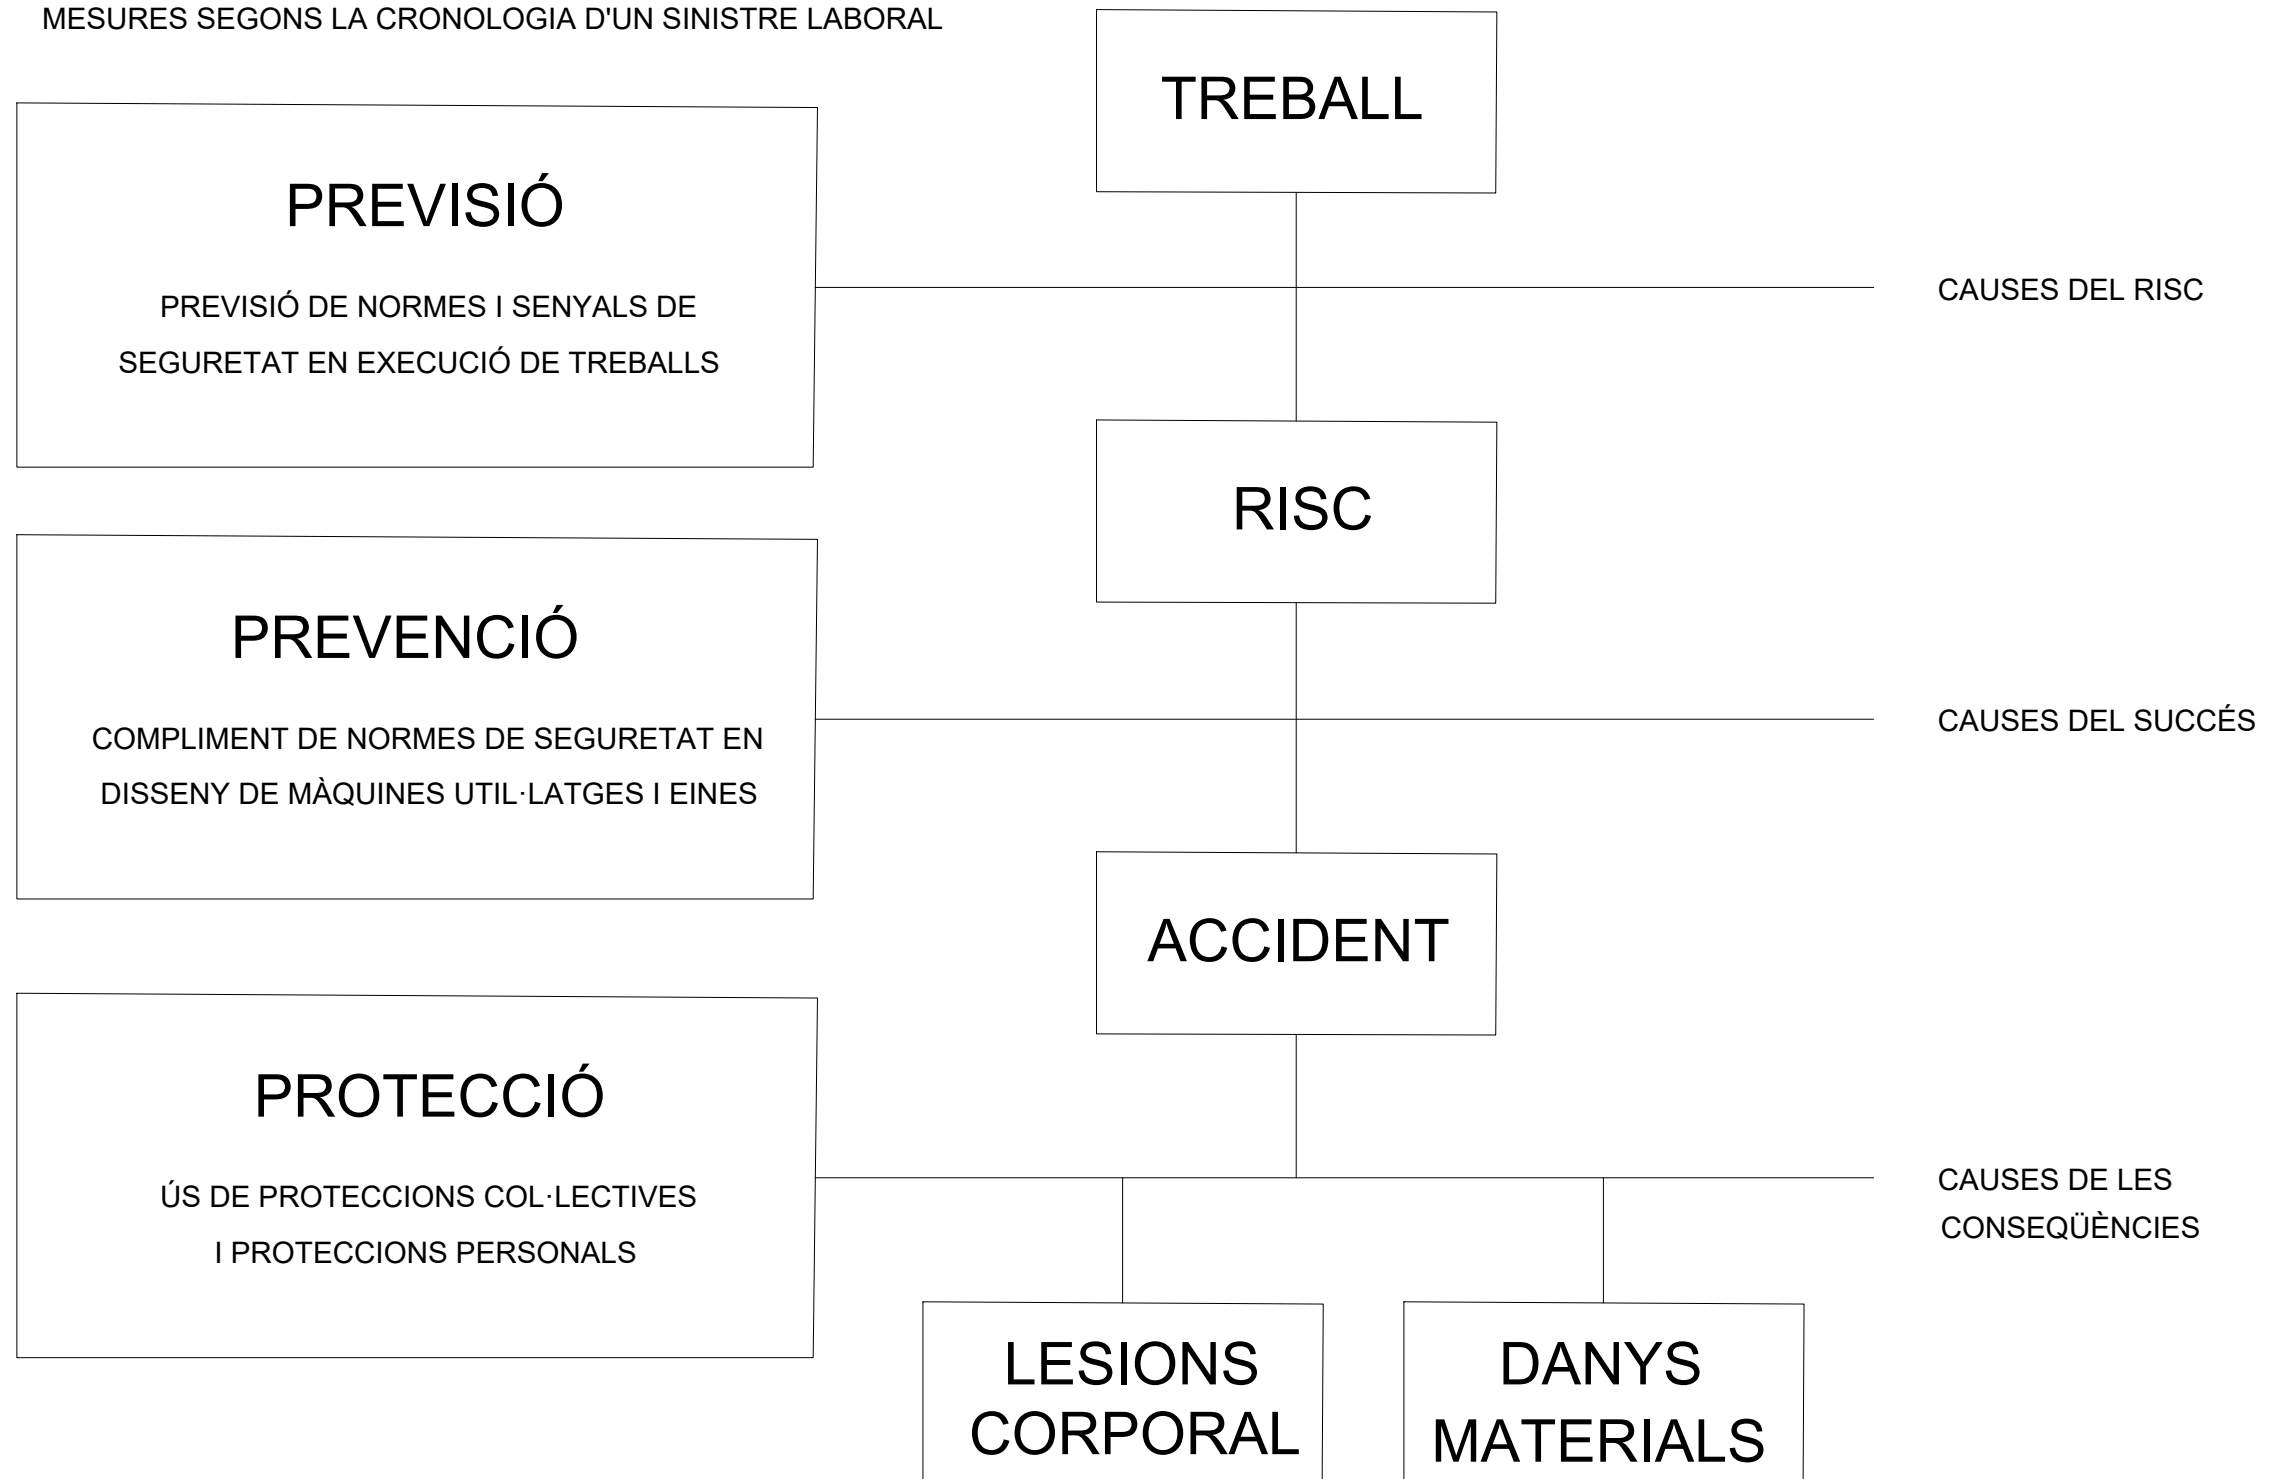 MESURES SEGONS LA CRONOLOGIA D'UN SINISTRE LABORAL
TREBALL
PREVISIÓ
PREVISIÓ DE NORMES I SENYALS DE
SEGURETAT EN EXECUCIÓ DE TREBALLS
CAUSES DEL RISC
RISC
PREVENCIÓ
COMPLIMENT DE NORMES DE SEGURETAT EN
DISSENY DE MÀQUINES UTIL·LATGES I EINES
CAUSES DEL SUCCÉS
ACCIDENT
PROTECCIÓ
ÚS DE PROTECCIONS COL·LECTIVES
I PROTECCIONS PERSONALS
CAUSES DE LES
CONSEQÜÈNCIES
LESIONS
CORPORAL
DANYS
MATERIALS